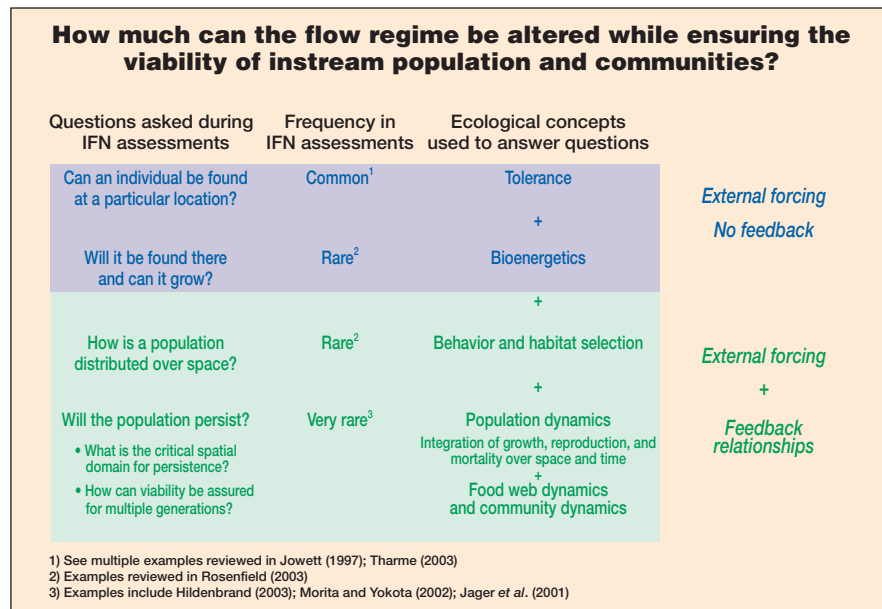 How much can the flow regime be altered while ensuring the
viability of instream population and communities?
Questions asked during
IFN assessments
Frequency in
IFN assessments
Ecological concepts
used to answer questions
Can an individual be found
at a particular location?
Common1
Tolerance
+
External forcing
No feedback
Will it be found there
and can it grow?
Rare2
Bioenergetics
+
How is a population
distributed over space?
Rare2
Behavior and habitat selection
+
External forcing
+
Feedback
relationships
Will the population persist?
Very rare3
Population dynamics
Integration of growth, reproduction, and
mortality over space and time
• What is the critical spatial
domain for persistence?
+
• How can viability be assured
for multiple generations?
Food web dynamics
and community dynamics
1) See multiple examples reviewed in Jowett (1997); Tharme (2003)
2) Examples reviewed in Rosenfield (2003)
3) Examples include Hildenbrand (2003); Morita and Yokota (2002); Jager et al. (2001)